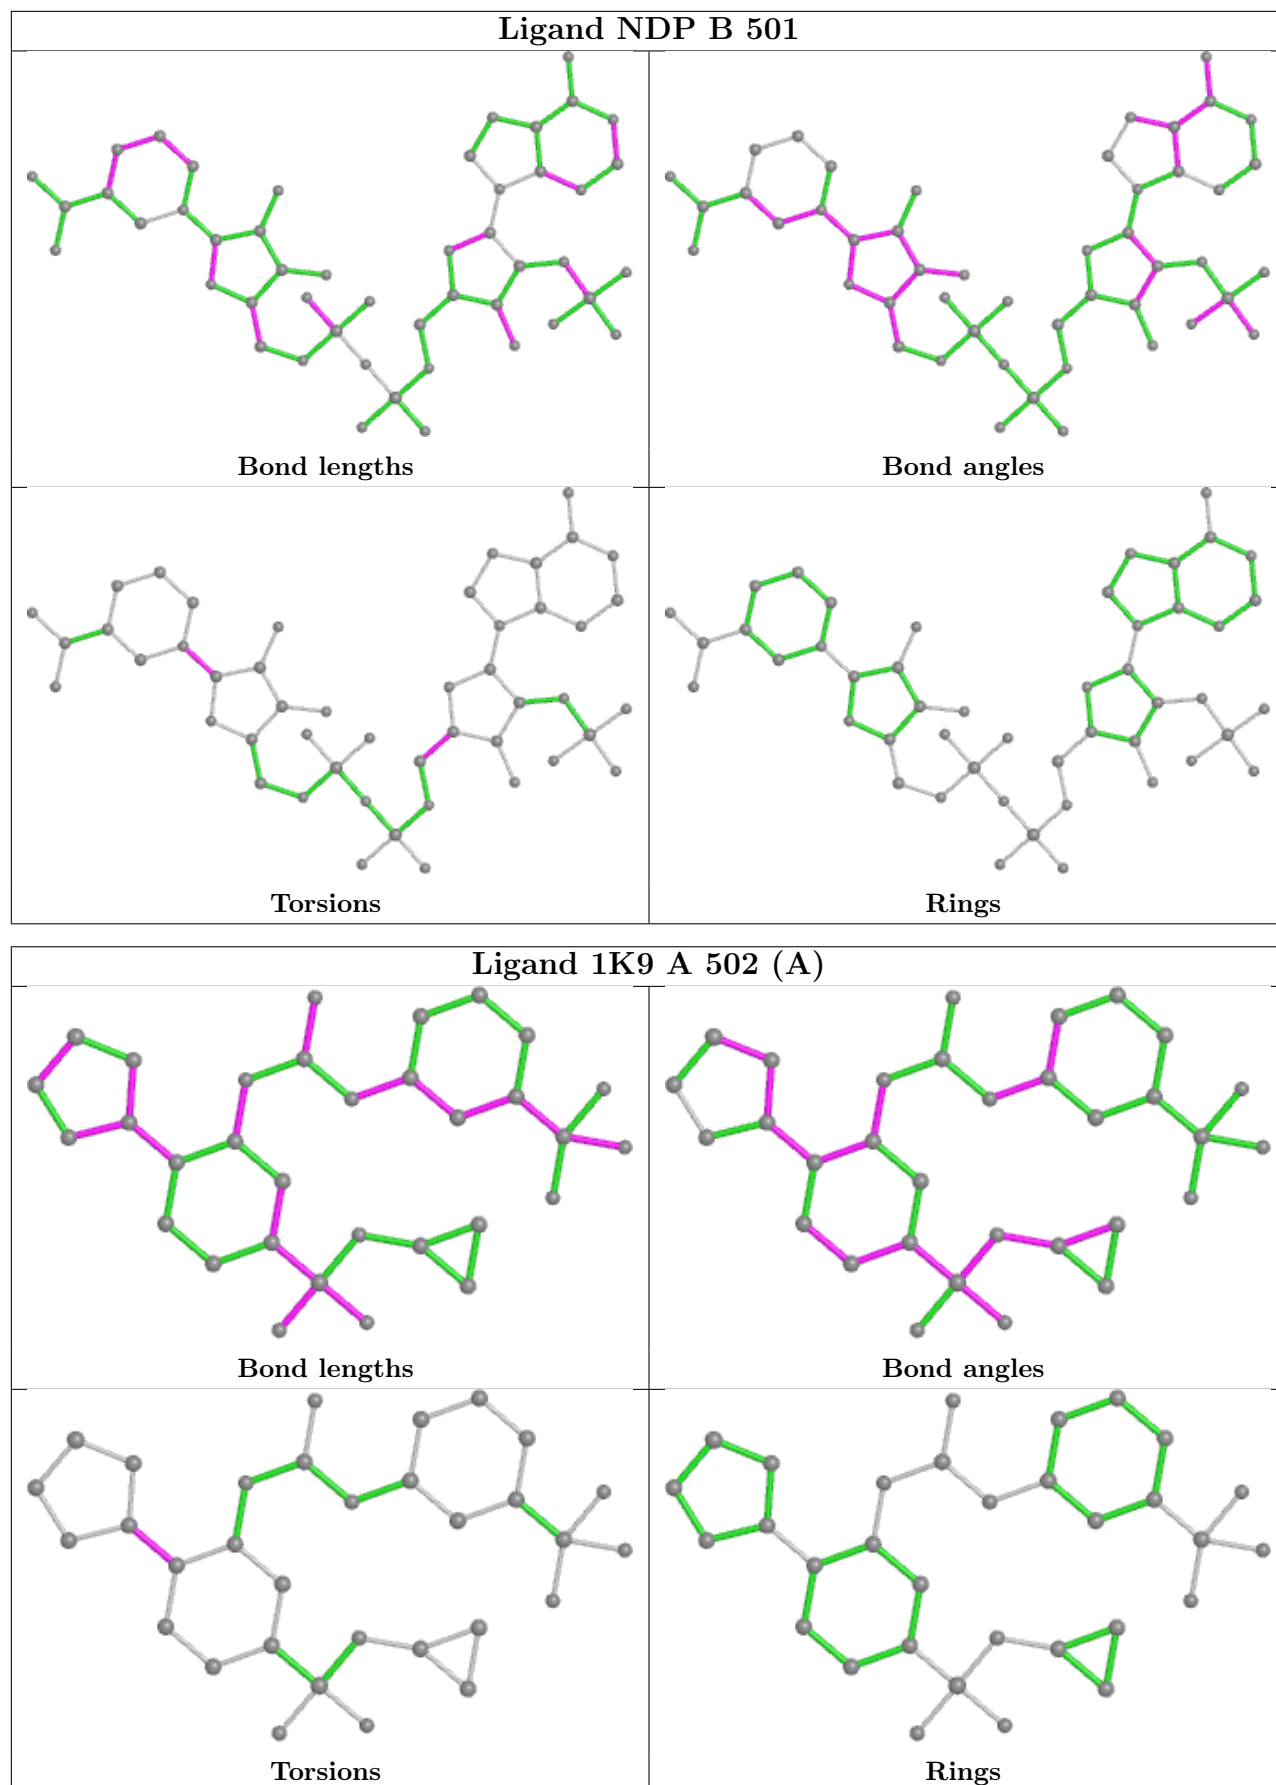 Ligand NDP B 501
Bond lengths
Bond angles
Torsions
Rings
Ligand 1K9 A 502 (A)
Bond lengths
Bond angles
Torsions
Rings